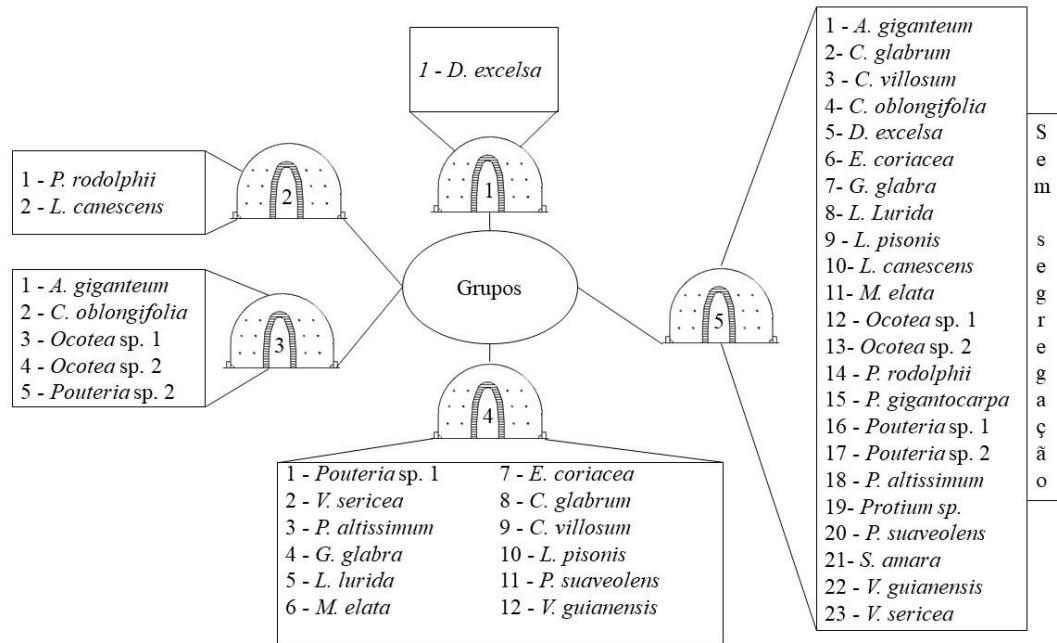 1 - D. excelsa
1
1 - P. rodolphii
2 - L. canescens
2
1 - A. giganteum
2 - C. oblongifolia
3 - Ocotea sp. 1
4 - Ocotea sp. 2
5 - Pouteria sp. 2
3
Grupos
4
1 - Pouteria sp. 1
2 - V. sericea
3 - P. altissimum
4 - G. glabra
5 - L. lurida
6 - M. elata
7 - E. coriacea
8 - C. glabrum
9 - C. villosum
10 - L. pisonis
11 - P. suaveolens
12 - V. guianensis
5
1 - A. giganteum
2- C. glabrum
3 - C. villosum
4- C. oblongifolia
5- D. excelsa
6 - E. coriacea
7 - G. glabra
8 - L. Lurida
9 - L. pisonis
10- L. canescens
11 - M. elata
12 - Ocotea sp. 1
13- Ocotea sp. 2
14 - P. rodolphii
15 - P. gigantocarpa
16 - Pouteria sp. 1
17 - Pouteria sp. 2
18 - P. altissimum
19- Protium sp.
20 - P. suaveolens
21- S. amara
22 - V. guianensis
23 - V. sericea
Sem segregação